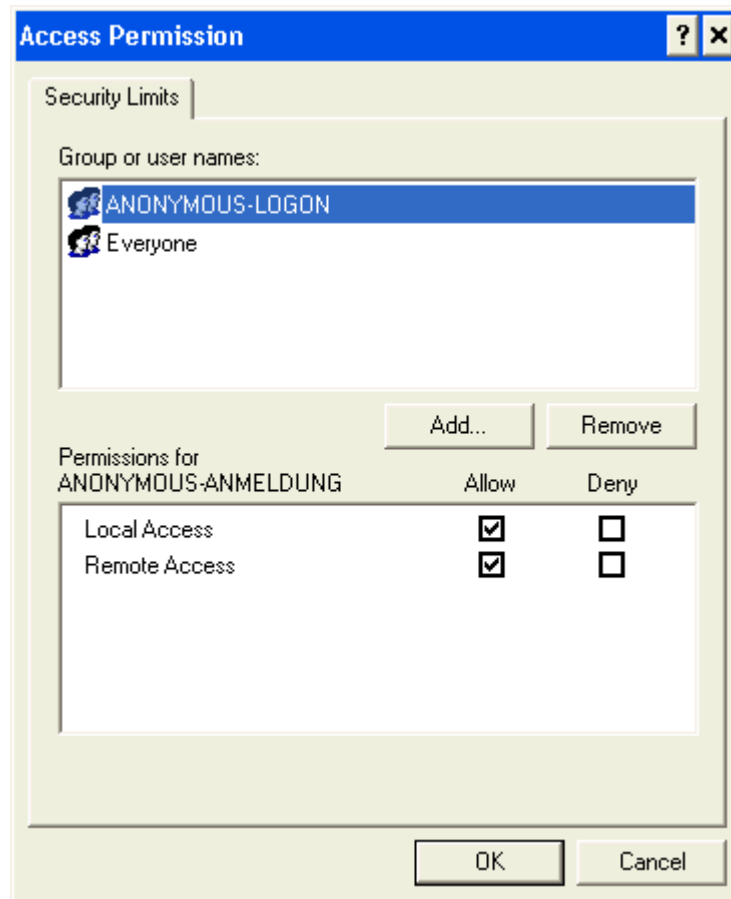 Access Permission
Security Limits
Group or user names:
ANONYMOUS-LOGON
Everyone
Add... Remove
Permissions for
ANONYMOUS-ANMELDUNG Allow Deny
Local Access
Remote Access
OK Cancel